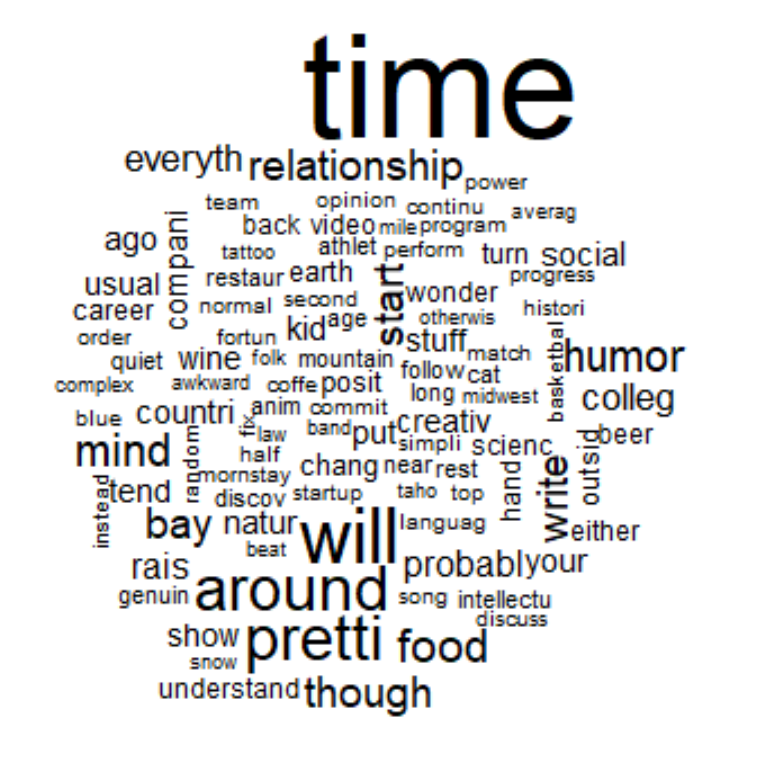 time
everyth relationship power
team opinion continu averag
ago compani back video mile program
tattoo athlet perform turn social
usual restaur earth start wonder progress
career normal second otherwis histori
order fortun kid age stuff
quiet wine folk mountain follow match basketbal humor
complex awkward coffe posit cat
blue countri anim commit long midwest colleg
mind random fix law band put creativ
half simpli scienc outsid beer
mornstay chang near rest hand write
instead tend discov startup taho top
bay natur will languag either
beat
rais around probabl your
genuin song intellectu
show pretti food discuss
snow
understand though